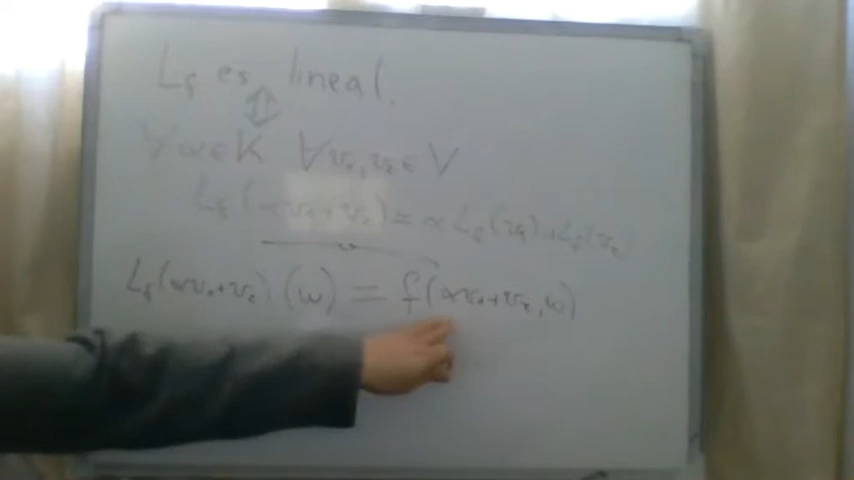 L_f es lineal.
⇕
∀α∈K ∀v₁,v₂∈V
L_f(αv₁+v₂)=αL_f(v₁)+L_f(v₂)
L_f(αv₁+v₂)(w)=f(αv₁+v₂,w)